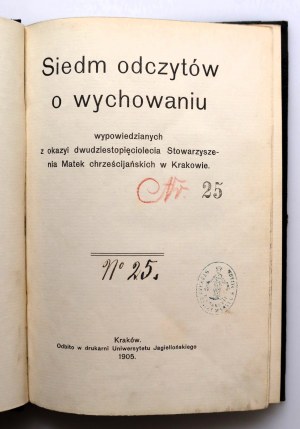 Siedm odczytów
o wychowaniu
wypowiedzianych
z okazyi dwudziestopięciolecia Stowarzysze-
nia Matek chrześcijańskich w Krakowie.
Nr. 25
No 25.
Kraków.
Odbito w drukarni Uniwersytetu Jagiellońskiego
1905.